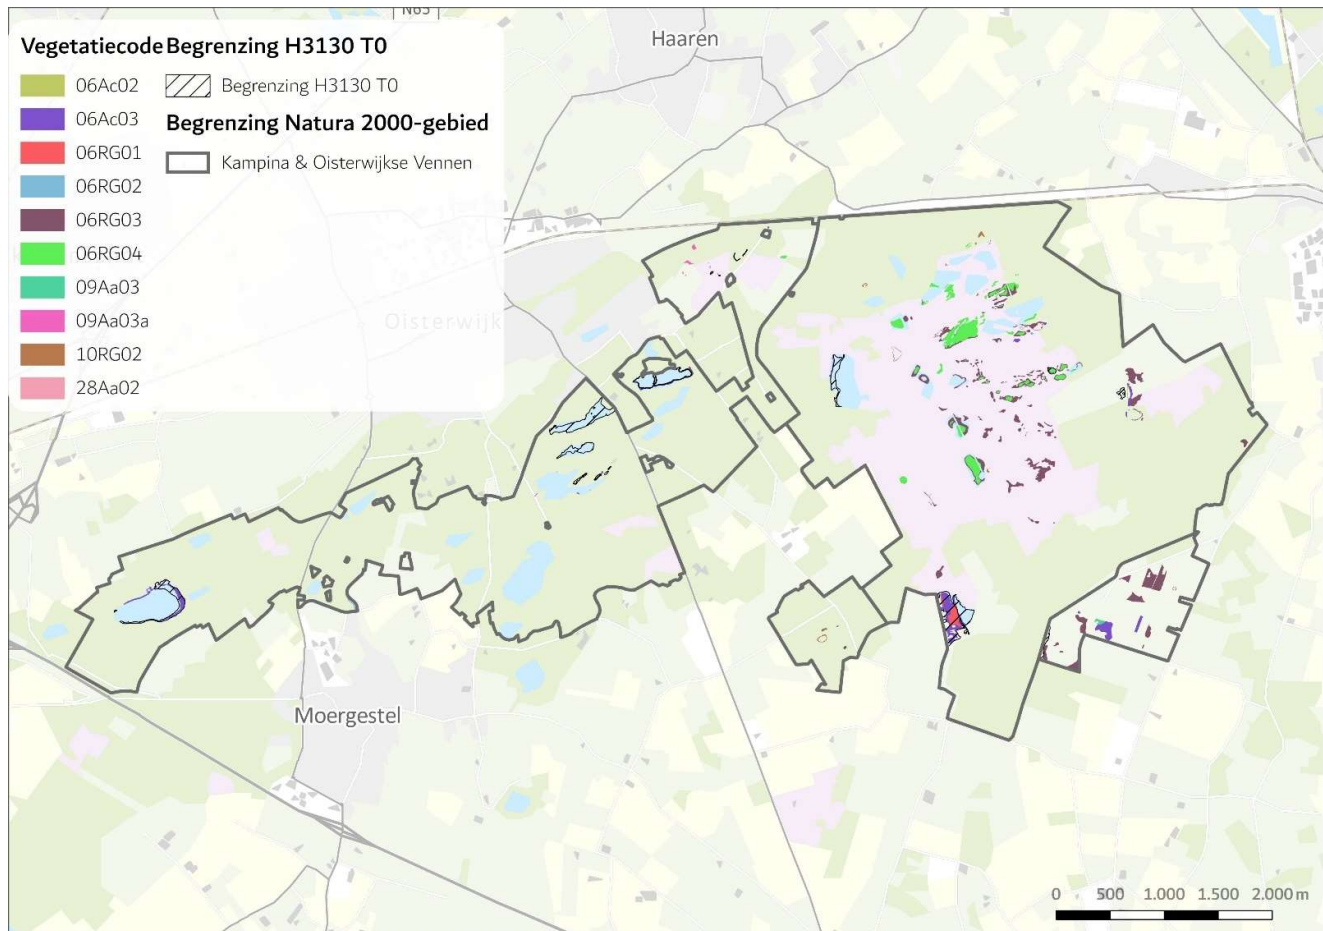 N65
Haaren
Vegetatiecode
06Ac02
06Ac03
06RG01
06RG02
06RG03
06RG04
09Aa03
09Aa03a
10RG02
28Aa02
Begrenzing H3130 T0
Begrenzing H3130 T0
Begrenzing Natura 2000-gebied
Kampina & Oisterwijkse Vennen
Oisterwijk
Moergestel
0 500 1.000 1.500 2.000 m